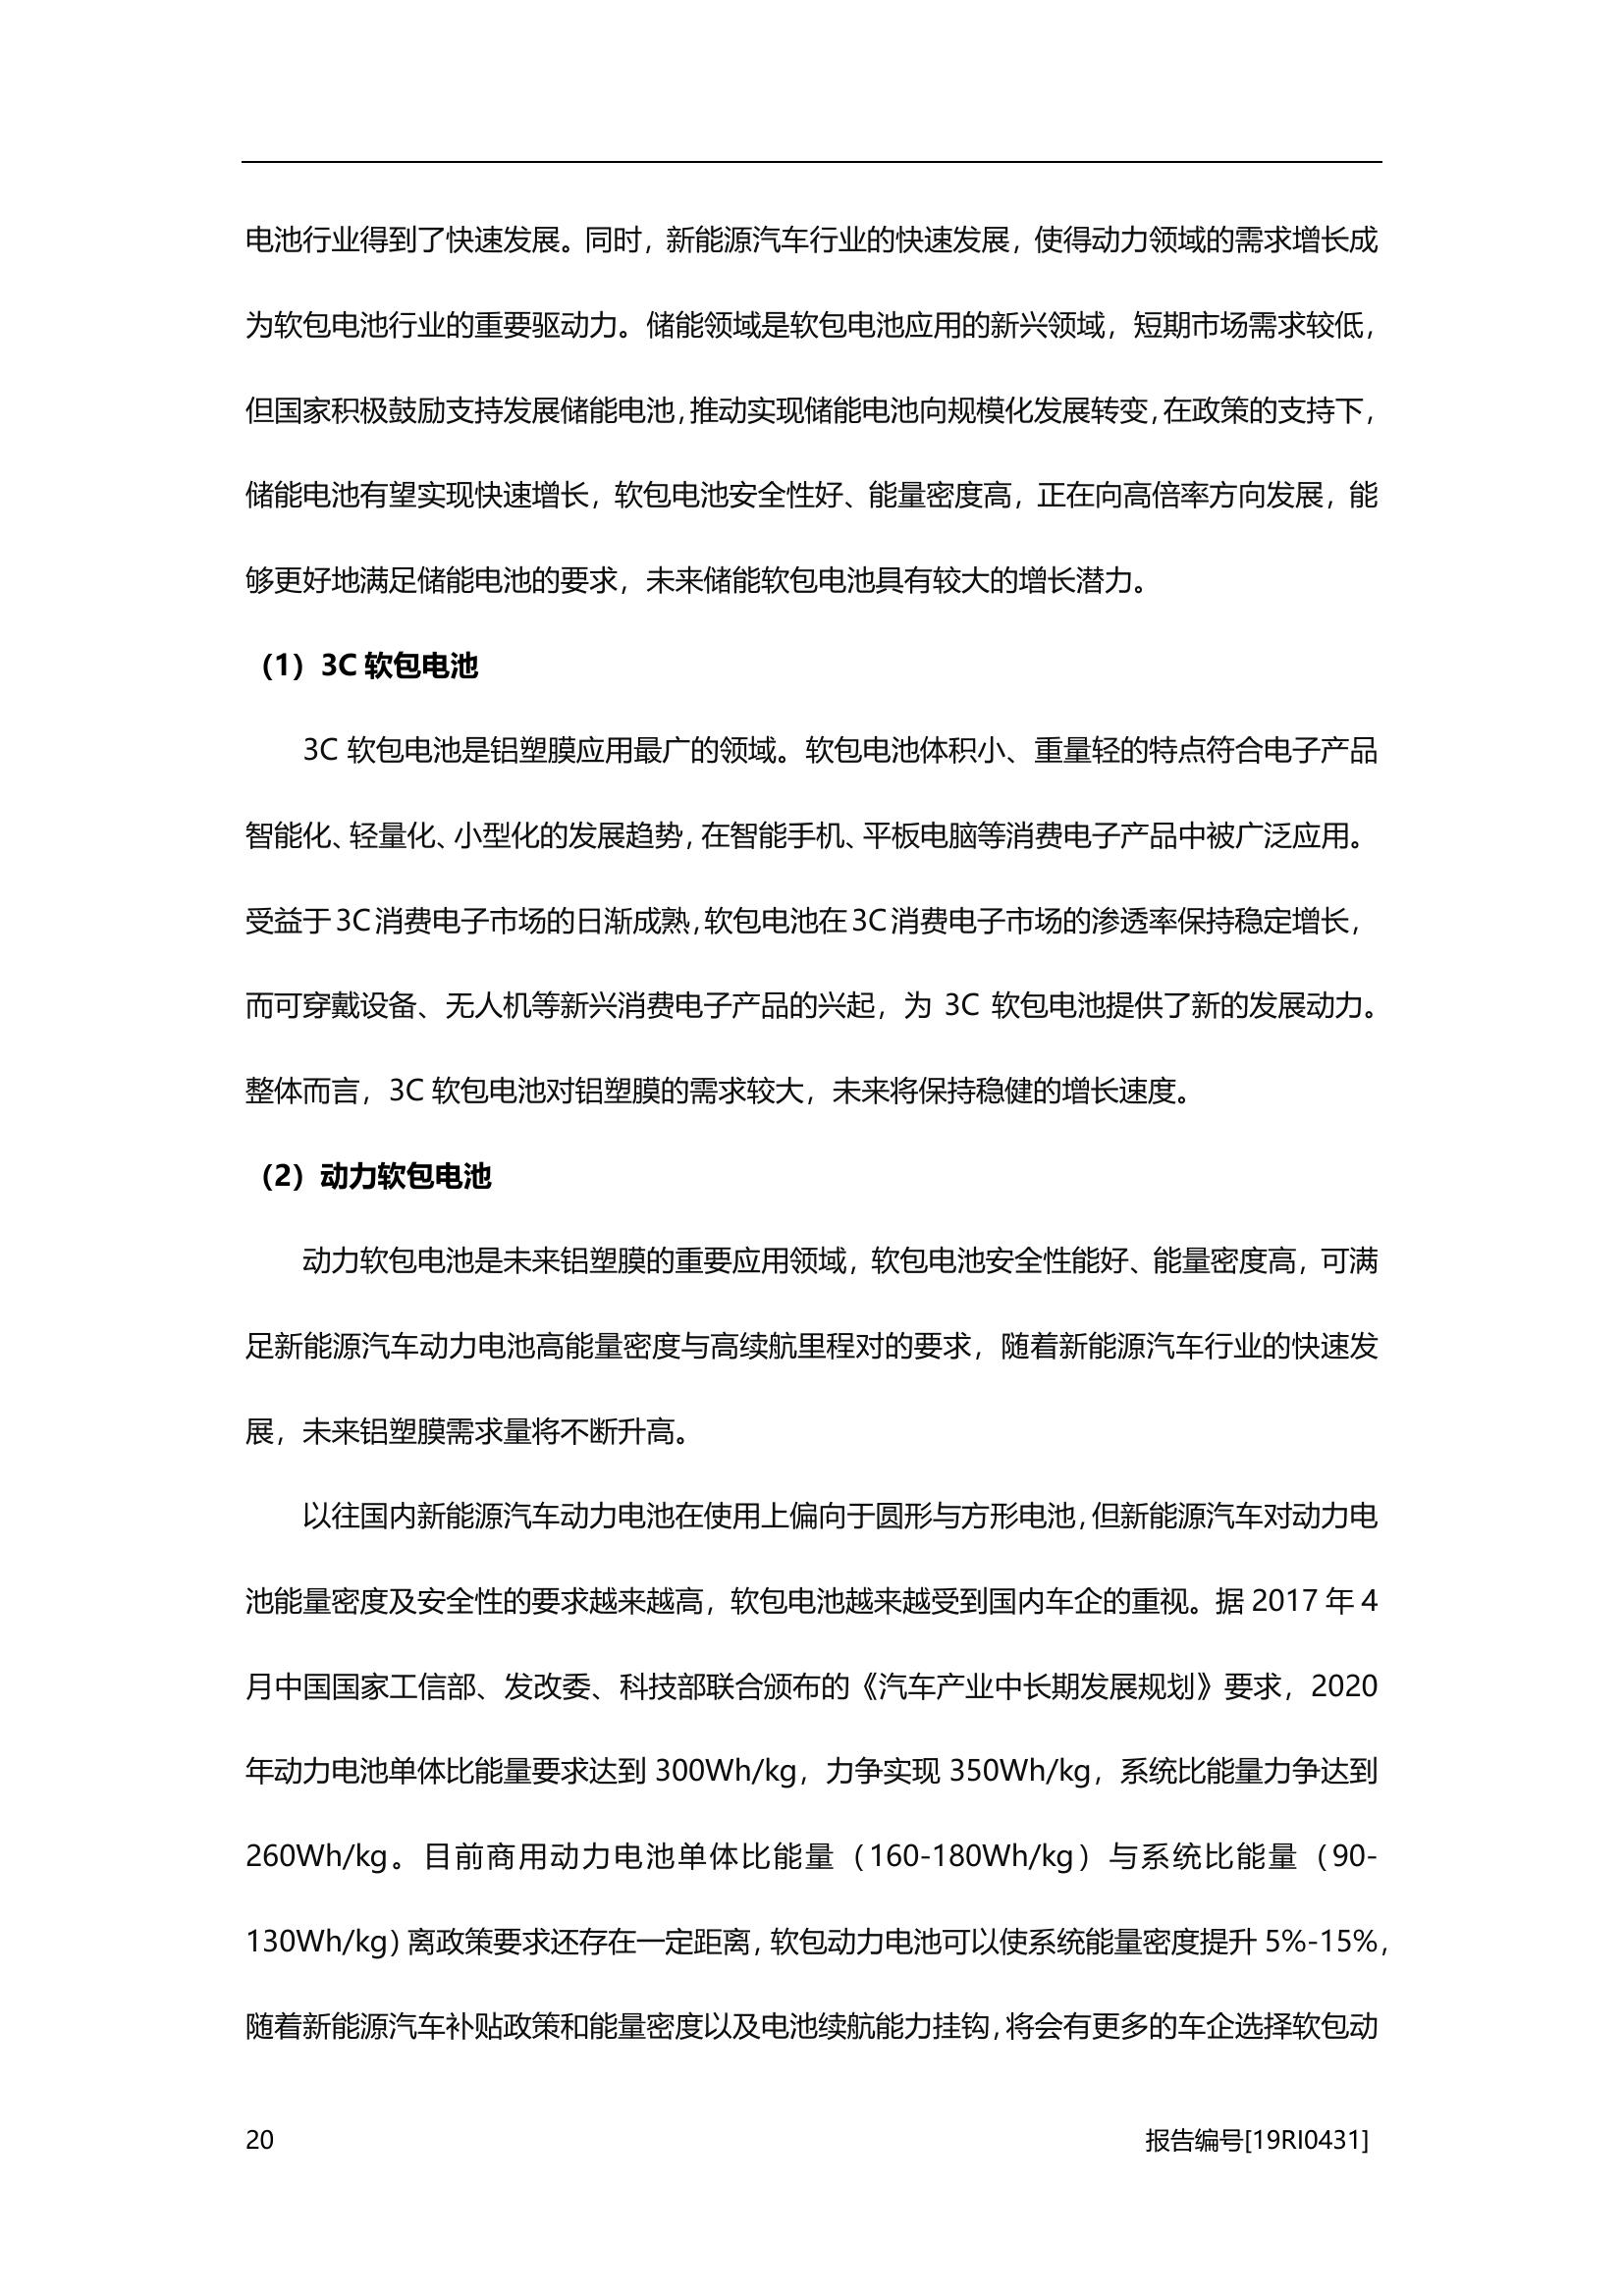 电池行业得到了快速发展。同时，新能源汽车行业的快速发展，使得动力领域的需求增长成
为软包电池行业的重要驱动力。储能领域是软包电池应用的新兴领域，短期市场需求较低，
但国家积极鼓励支持发展储能电池，推动实现储能电池向规模化发展转变，在政策的支持下，
储能电池有望实现快速增长，软包电池安全性好、能量密度高，正在向高倍率方向发展，能
够更好地满足储能电池的要求，未来储能软包电池具有较大的增长潜力。
（1）3C 软包电池
3C 软包电池是铝塑膜应用最广的领域。软包电池体积小、重量轻的特点符合电子产品
智能化、轻量化、小型化的发展趋势，在智能手机、平板电脑等消费电子产品中被广泛应用。
受益于 3C 消费电子市场的日渐成熟，软包电池在 3C 消费电子市场的渗透率保持稳定增长，
而可穿戴设备、无人机等新兴消费电子产品的兴起，为 3C 软包电池提供了新的发展动力。
整体而言，3C 软包电池对铝塑膜的需求较大，未来将保持稳健的增长速度。
（2）动力软包电池
动力软包电池是未来铝塑膜的重要应用领域，软包电池安全性能好、能量密度高，可满
足新能源汽车动力电池高能量密度与高续航里程对的要求，随着新能源汽车行业的快速发
展，未来铝塑膜需求量将不断升高。
以往国内新能源汽车动力电池在使用上偏向于圆形与方形电池，但新能源汽车对动力电
池能量密度及安全性的要求越来越高，软包电池越来越受到国内车企的重视。据 2017 年 4
月中国国家工信部、发改委、科技部联合颁布的《汽车产业中长期发展规划》要求，2020
年动力电池单体比能量要求达到 300Wh/kg，力争实现 350Wh/kg，系统比能量力争达到
260Wh/kg。目前商用动力电池单体比能量（160-180Wh/kg）与系统比能量（90-
130Wh/kg）离政策要求还存在一定距离，软包动力电池可以使系统能量密度提升 5%-15%，
随着新能源汽车补贴政策和能量密度以及电池续航能力挂钩，将会有更多的车企选择软包动
20
报告编号[19RI0431]